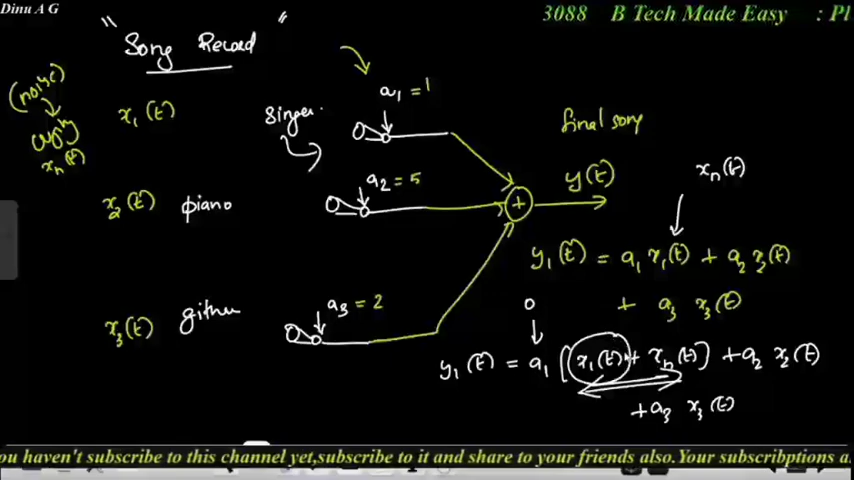 Dinu A G
3088 B Tech Made Easy : Pl
" Song Record "
(noise)
xn(t)
x1(t)
singer.
a1 = 1
final song
x2(t) piano
a2 = 5
+
y(t)
xn(t)
y1(t) = a1 x1(t) + a2 x2(t)
+ a3 x3(t)
x3(t) githu
a3 = 2
0
y1(t) = a1 [x1(t) + xn(t)] + a2 x2(t)
+ a3 x3(t)
ou haven't subscribe to this channel yet,subscribe to it and share to your friends also.Your subscribptions a